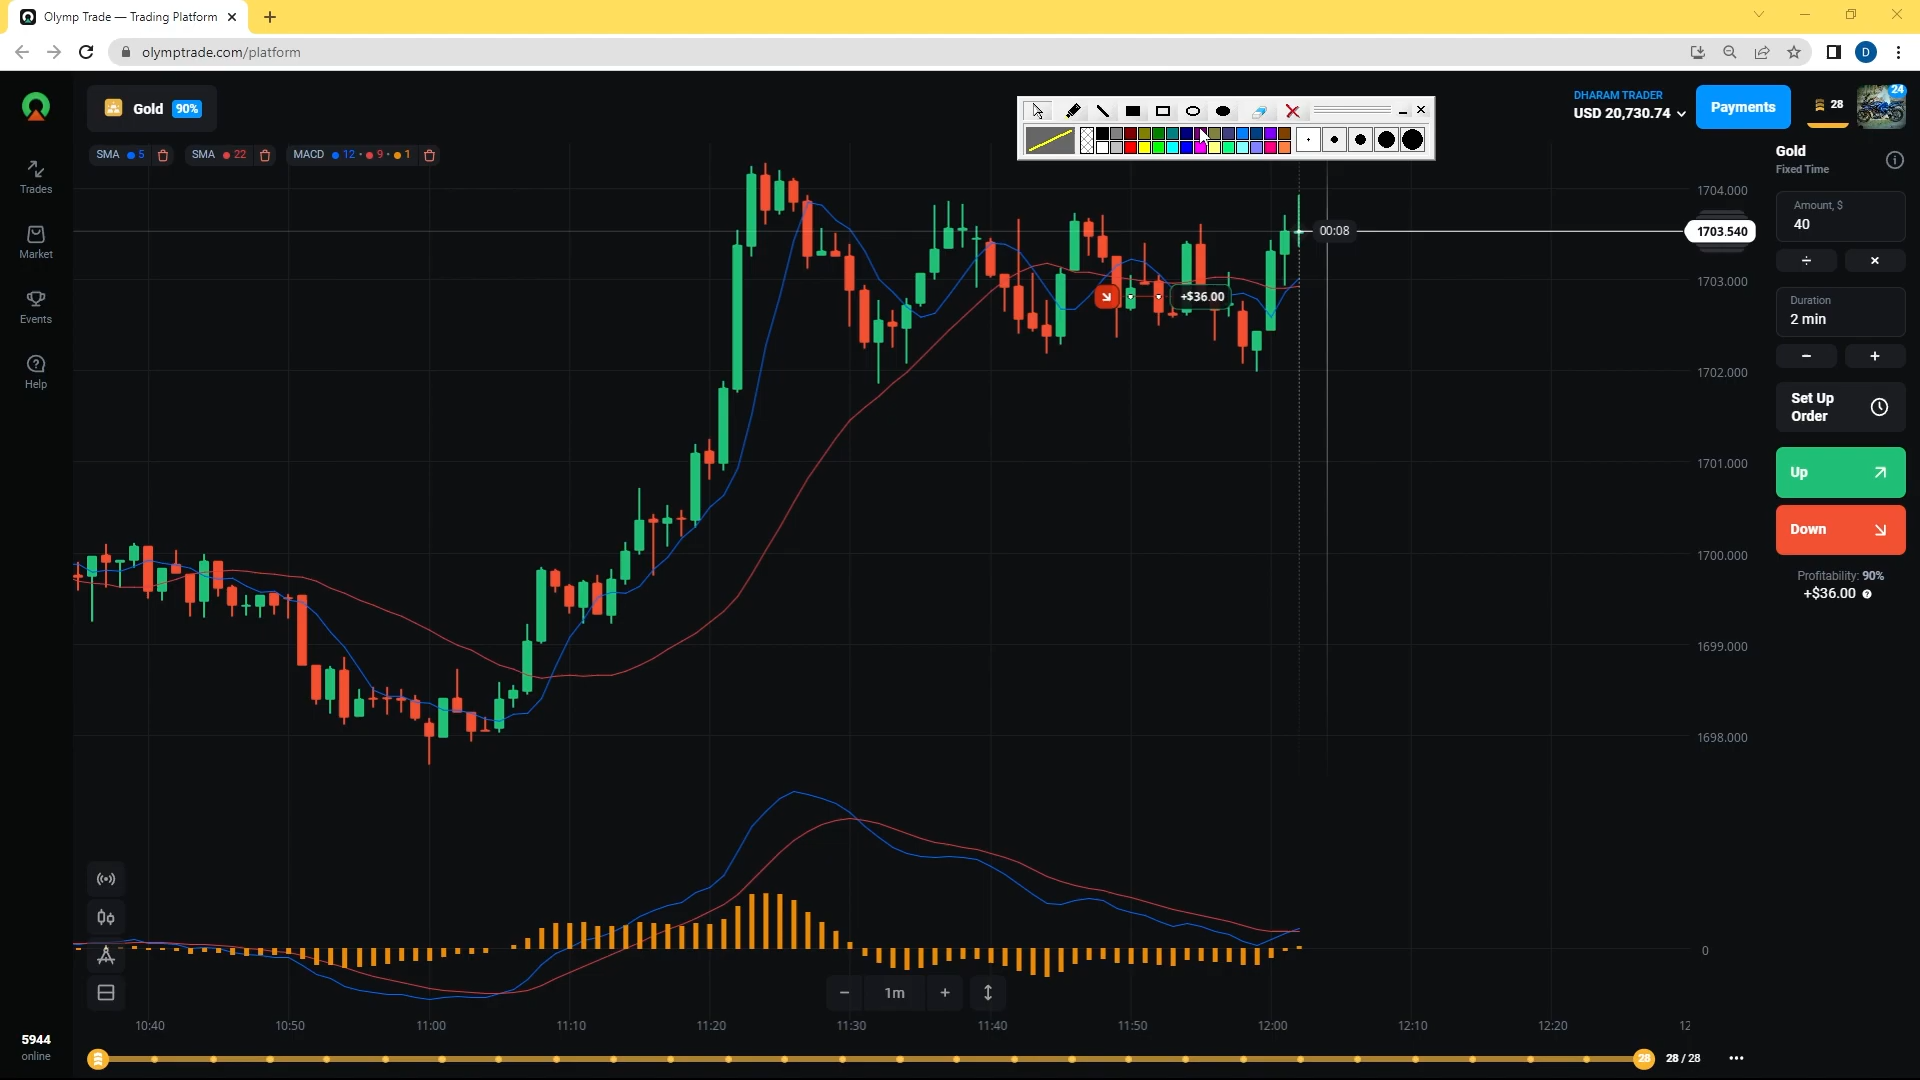 Olymp Trade — Trading Platform
olymptrade.com/platform
D
Gold 90%
DHARAM TRADER
USD 20,730.74
Payments
28
24
SMA 5
SMA 22
MACD 12 · 9 · 1
Trades
Market
Events
Help
5944
online
Gold
Fixed Time
Amount, $
40
÷
×
Duration
2 min
−
+
Set Up
Order
Up
Down
Profitability: 90%
+$36.00
1704.000
1703.540
1703.000
1702.000
1701.000
1700.000
1699.000
1698.000
0
00:08
+$36.00
− 1m +
10:40 10:50 11:00 11:10 11:20 11:30 11:40 11:50 12:00 12:10 12:20 12
28 28 / 28